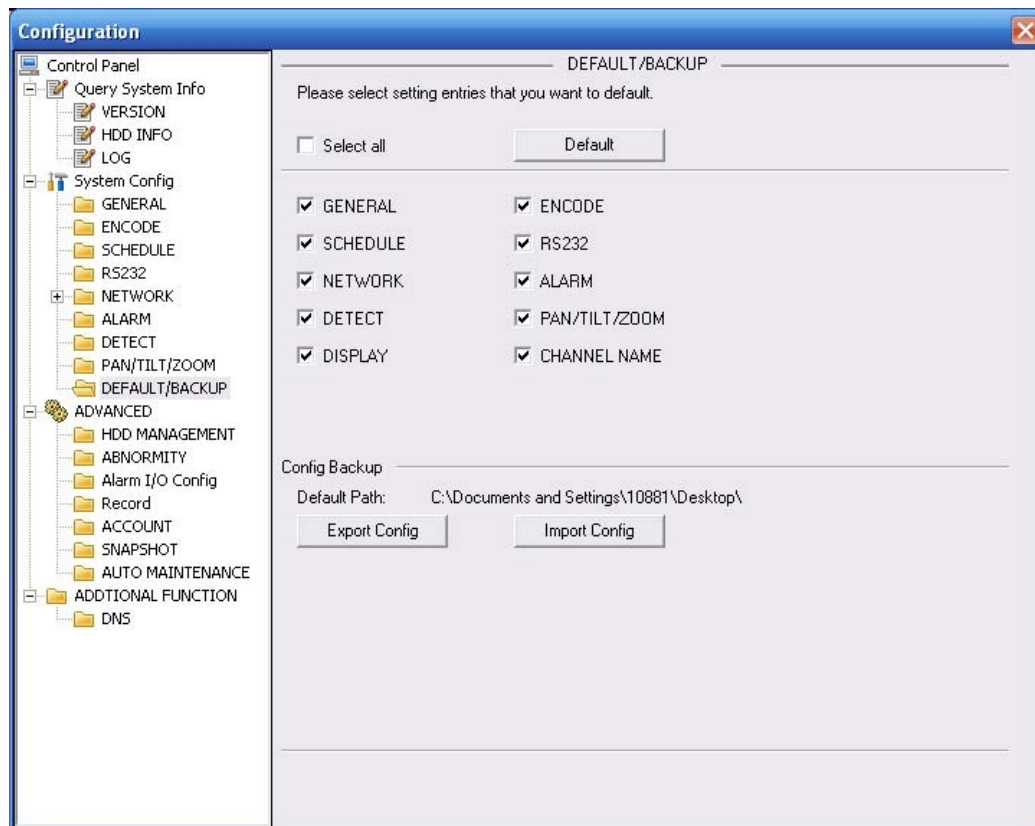 Configuration
Control Panel
Query System Info
VERSION
HDD INFO
LOG
System Config
GENERAL
ENCODE
SCHEDULE
RS232
NETWORK
ALARM
DETECT
PAN/TILT/ZOOM
DEFAULT/BACKUP
ADVANCED
HDD MANAGEMENT
ABNORMITY
Alarm I/O Config
Record
ACCOUNT
SNAPSHOT
AUTO MAINTENANCE
ADDTIONAL FUNCTION
DNS
DEFAULT/BACKUP
Please select setting entries that you want to default.
Select all Default
GENERAL ENCODE
SCHEDULE RS232
NETWORK ALARM
DETECT PAN/TILT/ZOOM
DISPLAY CHANNEL NAME
Config Backup
Default Path: C:\Documents and Settings\10881\Desktop\
Export Config Import Config